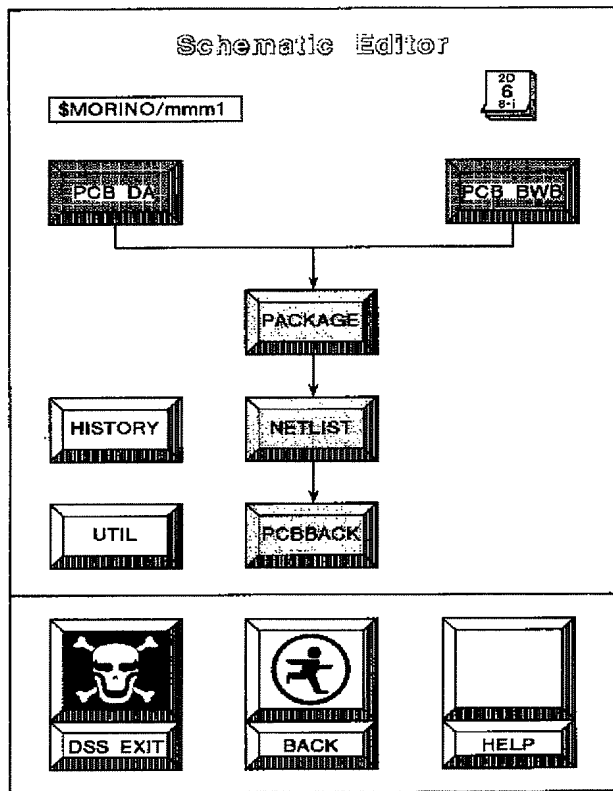 Schematic Editor
$MORINO/mmm1
2D
6
8-i
PCB DA
PCB BWB
PACKAGE
HISTORY
NETLIST
UTIL
PCBBACK
DSS EXIT
BACK
HELP